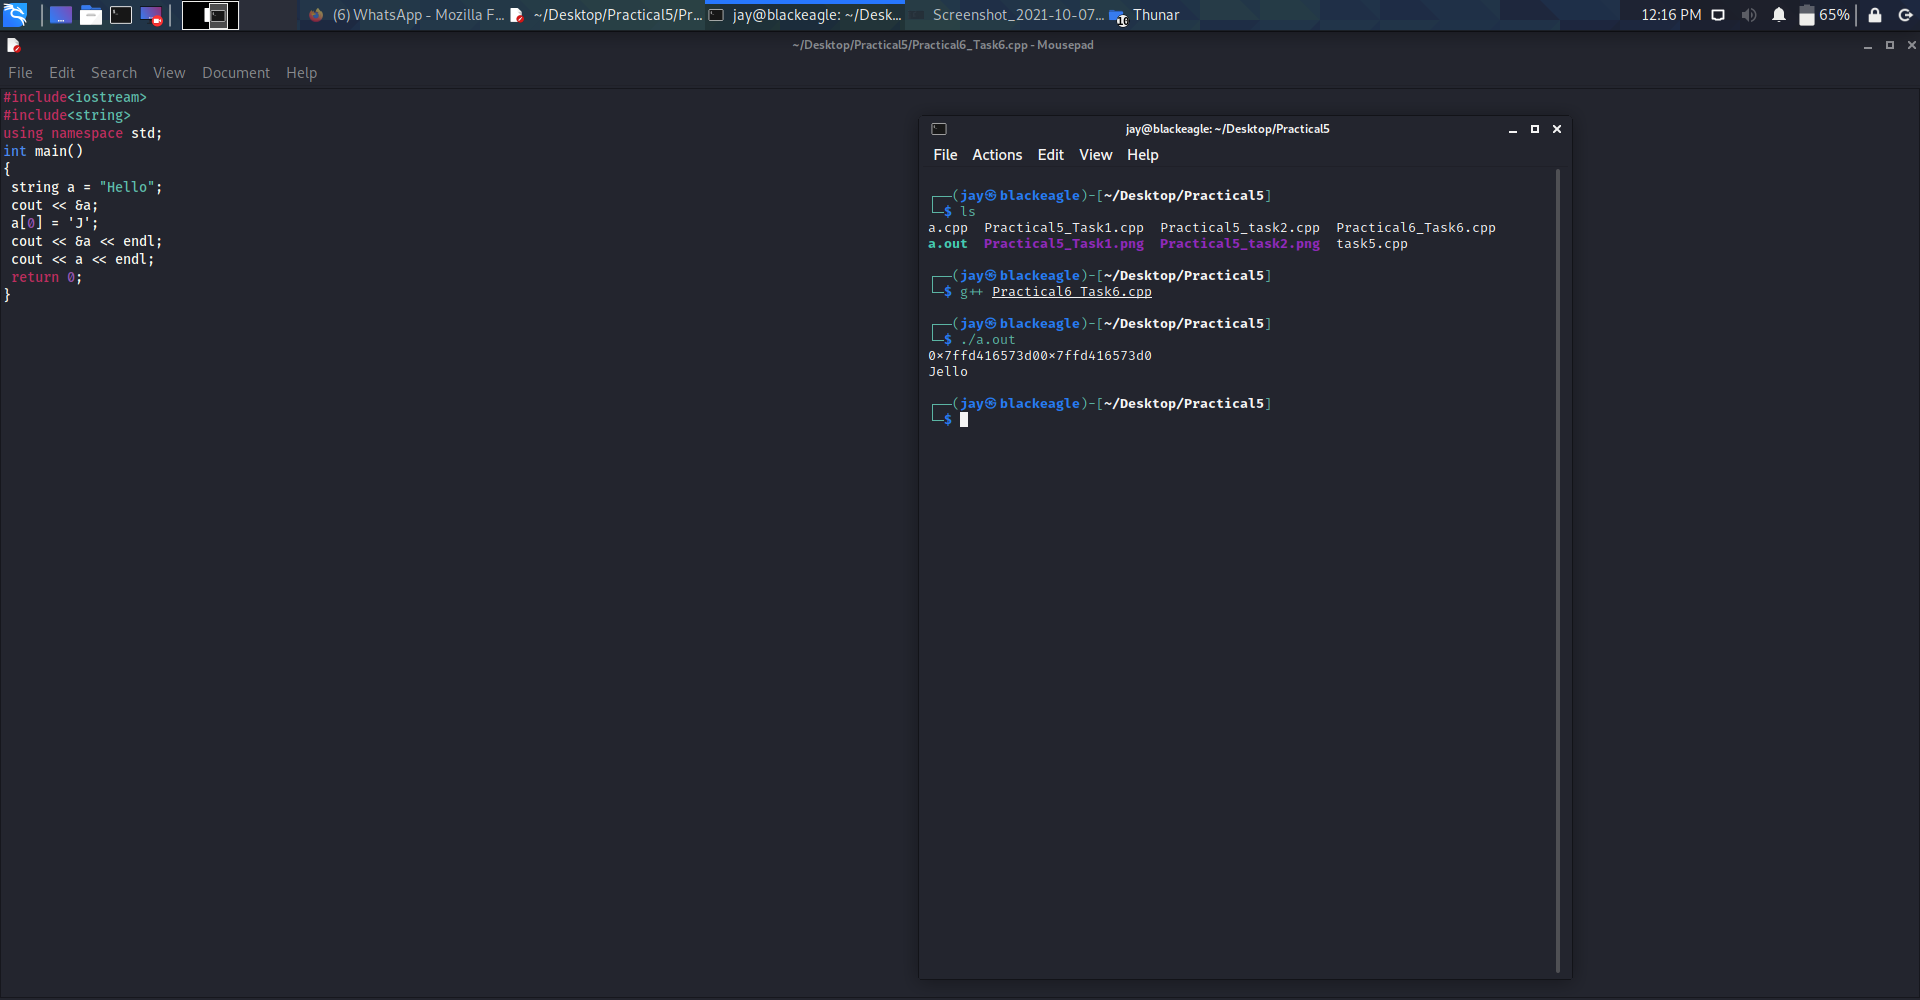 (6) WhatsApp - Mozilla F... ~/Desktop/Practical5/Pr... jay@blackeagle: ~/Desk... Screenshot_2021-10-07... 10 Thunar 12:16 PM 65%
~/Desktop/Practical5/Practical6_Task6.cpp - Mousepad
File Edit Search View Document Help
#include<iostream>
#include<string>
using namespace std;
int main()
{
string a = "Hello";
cout << &a;
a[0] = 'J';
cout << &a << endl;
cout << a << endl;
return 0;
}
jay@blackeagle: ~/Desktop/Practical5
File Actions Edit View Help
┌──(jay㉿blackeagle)-[~/Desktop/Practical5]
└─$ ls
a.cpp Practical5_Task1.cpp Practical5_task2.cpp Practical6_Task6.cpp
a.out Practical5_Task1.png Practical5_task2.png task5.cpp
┌──(jay㉿blackeagle)-[~/Desktop/Practical5]
└─$ g++ Practical6_Task6.cpp
┌──(jay㉿blackeagle)-[~/Desktop/Practical5]
└─$ ./a.out
0×7ffd416573d00×7ffd416573d0
Jello
┌──(jay㉿blackeagle)-[~/Desktop/Practical5]
└─$